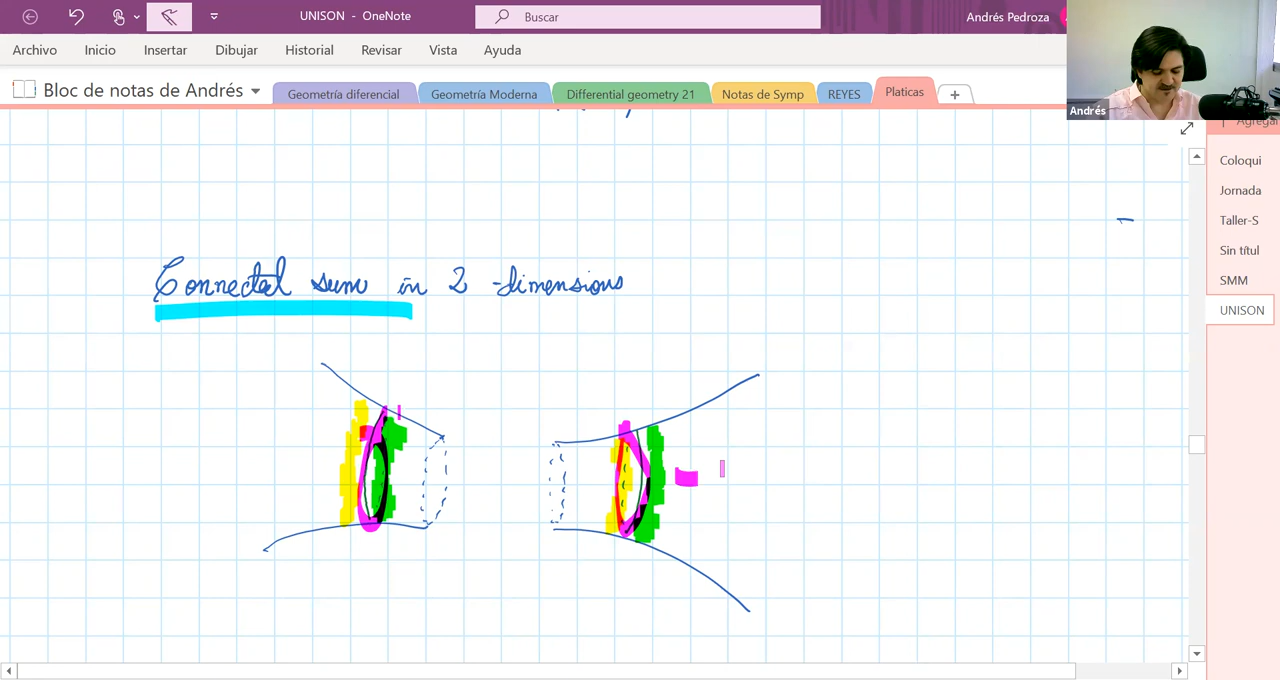 UNISON - OneNote
Buscar
Andrés Pedroza
Archivo
Inicio
Insertar
Dibujar
Historial
Revisar
Vista
Ayuda
Bloc de notas de Andrés
Geometía diferencial
Geometría Moderna
Differential geometry 21
Notas de Symp
REYES
Platicas
Andrés
Agregar
Coloqui
Jornada
Taller-S
Sin títul
SMM
UNISON
Connected sum in 2-dimensions